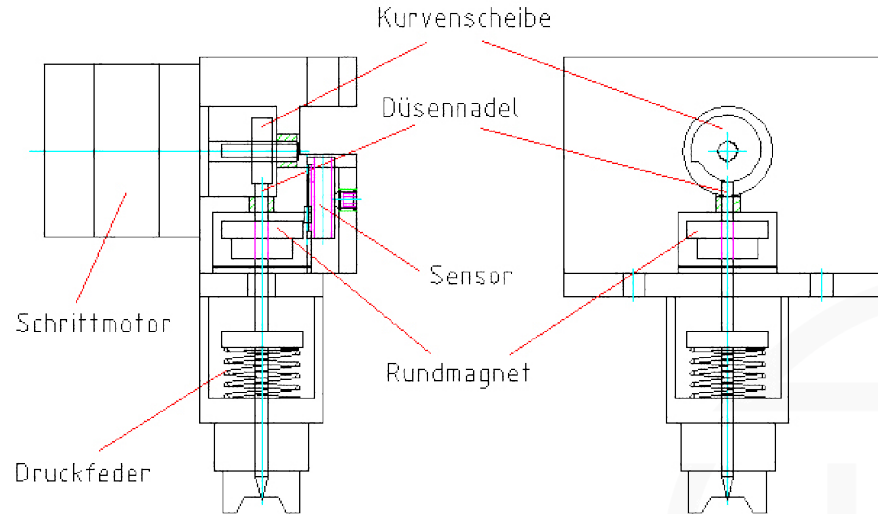 Kurvenscheibe
Düsennadel
Sensor
Schrittmotor
Rundmagnet
Druckfeder